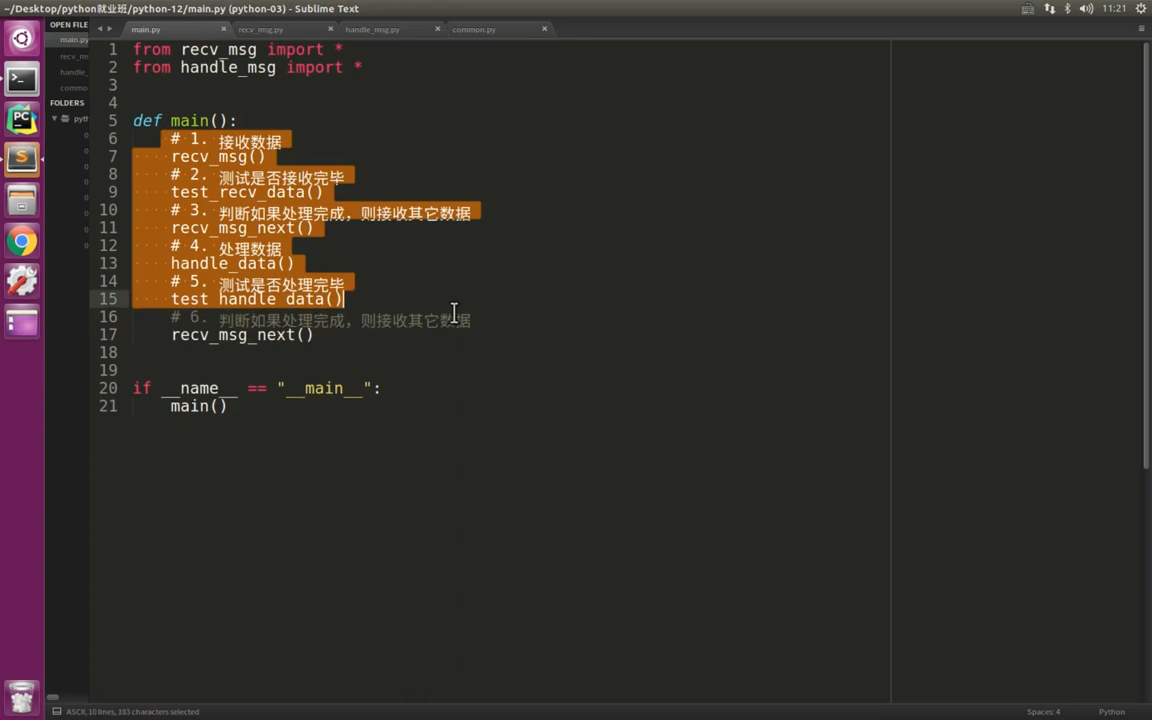 ~/Desktop/python就业班/python-12/main.py (python-03) - Sublime Text
11:21
OPEN FILE
main.py
recv_msg.py
handle_msg.py
common.py
main.py
recv_ms
handle_
commo
FOLDERS
pyth
1 from recv_msg import *
2 from handle_msg import *
3
4
5 def main():
6 # 1. 接收数据
7 recv_msg()
8 # 2. 测试是否接收完毕
9 test_recv_data()
10 # 3. 判断如果处理完成，则接收其它数据
11 recv_msg_next()
12 # 4. 处理数据
13 handle_data()
14 # 5. 测试是否处理完毕
15 test_handle_data()
16 # 6. 判断如果处理完成，则接收其它数据
17 recv_msg_next()
18
19
20 if __name__ == "__main__":
21 main()
ASCII, 10 lines, 183 characters selected
Spaces: 4
Python